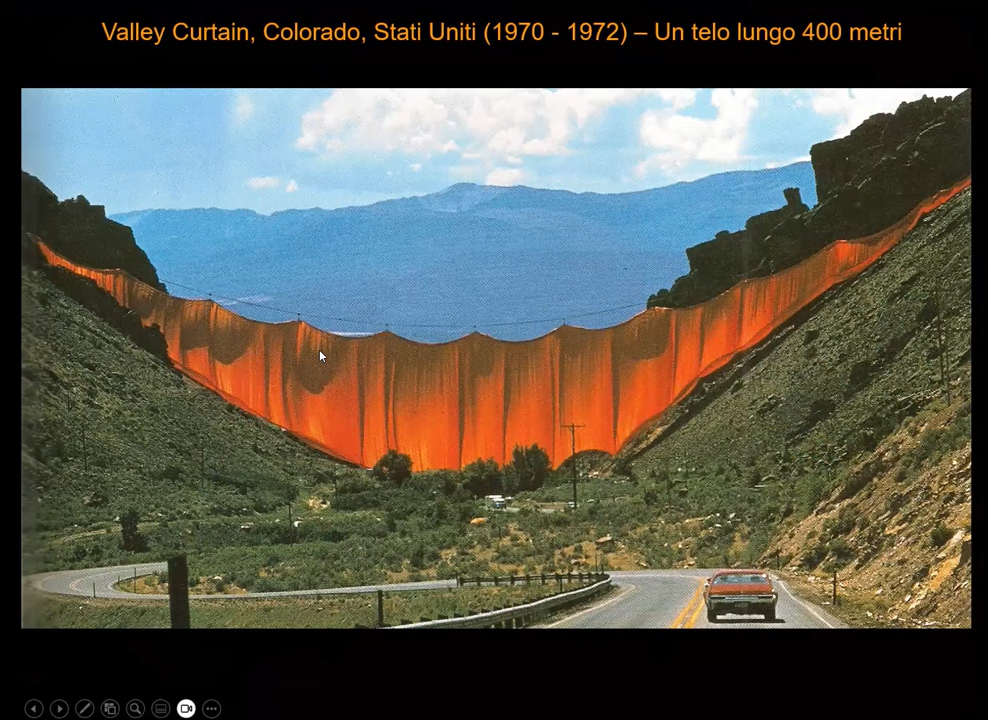 Valley Curtain, Colorado, Stati Uniti (1970 - 1972) – Un telo lungo 400 metri